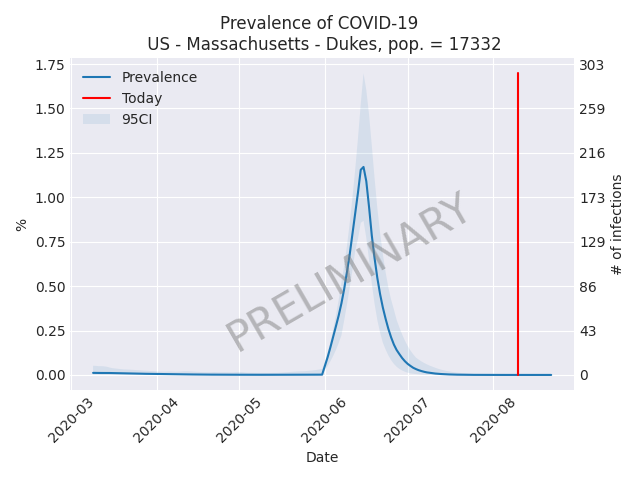 Prevalence of COVID-19
US - Massachusetts - Dukes, pop. = 17332
Prevalence
Today
95CI
PRELIMINARY
%
1.75
1.50
1.25
1.00
0.75
0.50
0.25
0.00
303
259
216
173
129
86
43
0
# of infections
2020-03
2020-04
2020-05
2020-06
2020-07
2020-08
Date